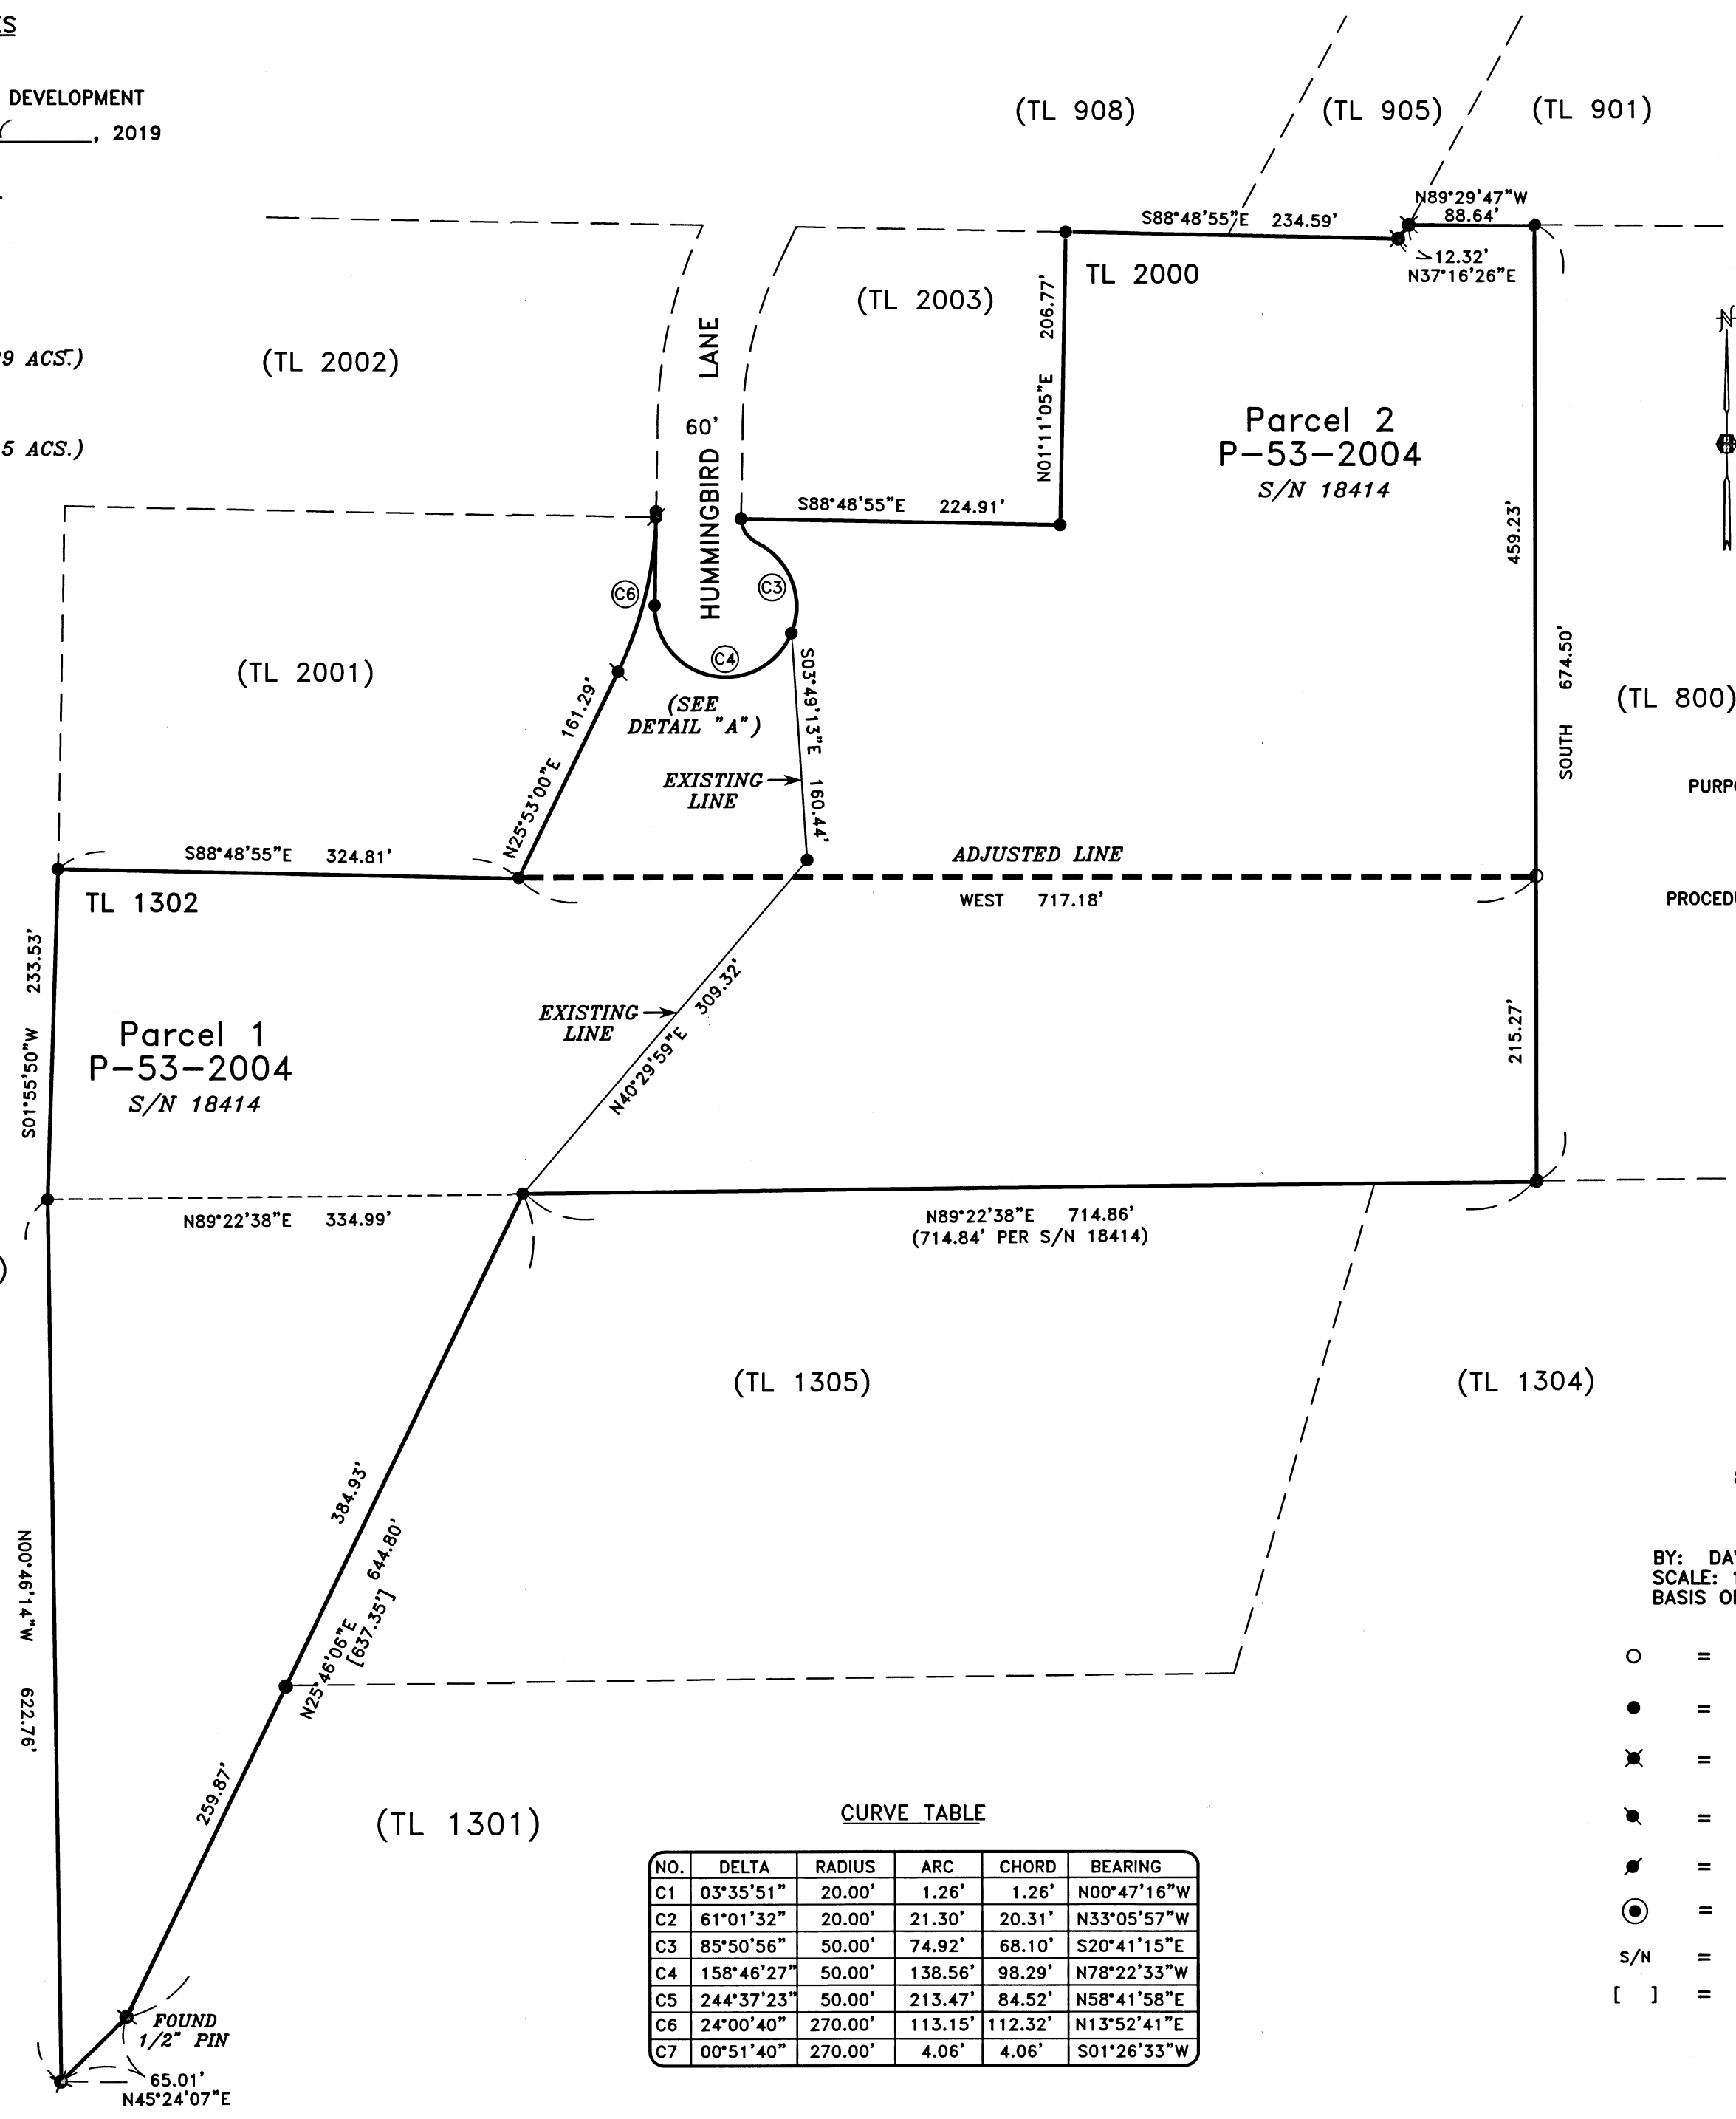 ES
DEVELOPMENT
, 2019
(TL 908)
(TL 905)
(TL 901)
N89°29'47"W
88.64'
S88°48'55"E 234.59'
12.32'
N37°16'26"E
TL 2000
(TL 2003)
206.77'
N01°11'05"E
9 ACS.)
(TL 2002)
HUMMINGBIRD LANE
60'
N
Parcel 2
P-53-2004
S/N 18414
5 ACS.)
S88°48'55"E 224.91'
459.23'
C6
C3
C4
(TL 2001)
(SEE
DETAIL "A")
161.29'
N25°53'00"E
S03°49'13"E 160.44'
EXISTING
LINE
SOUTH 674.50'
(TL 800)
PURP
S88°48'55"E 324.81'
ADJUSTED LINE
WEST 717.18'
PROCED
TL 1302
S01°55'50"W 233.53'
Parcel 1
P-53-2004
S/N 18414
EXISTING
LINE
N40°29'59"E 309.32'
215.27'
N89°22'38"E 334.99'
N89°22'38"E 714.86'
(714.84' PER S/N 18414)
(TL 1305)
(TL 1304)
384.93'
N25°46'06"E 644.80'
[637.35']
N00°46'14"W 622.76'
259.87'
(TL 1301)
BY: DA
SCALE: 1
BASIS O
=
=
=
=
=
=
S/N =
[ ] =
CURVE TABLE
NO. DELTA RADIUS ARC CHORD BEARING
C1 03°35'51" 20.00' 1.26' 1.26' N00°47'16"W
C2 61°01'32" 20.00' 21.30' 20.31' N33°05'57"W
C3 85°50'56" 50.00' 74.92' 68.10' S20°41'15"E
C4 158°46'27" 50.00' 138.56' 98.29' N78°22'33"W
C5 244°37'23" 50.00' 213.47' 84.52' N58°41'58"E
C6 24°00'40" 270.00' 113.15' 112.32' N13°52'41"E
C7 00°51'40" 270.00' 4.06' 4.06' S01°26'33"W
FOUND
1/2" PIN
65.01'
N45°24'07"E